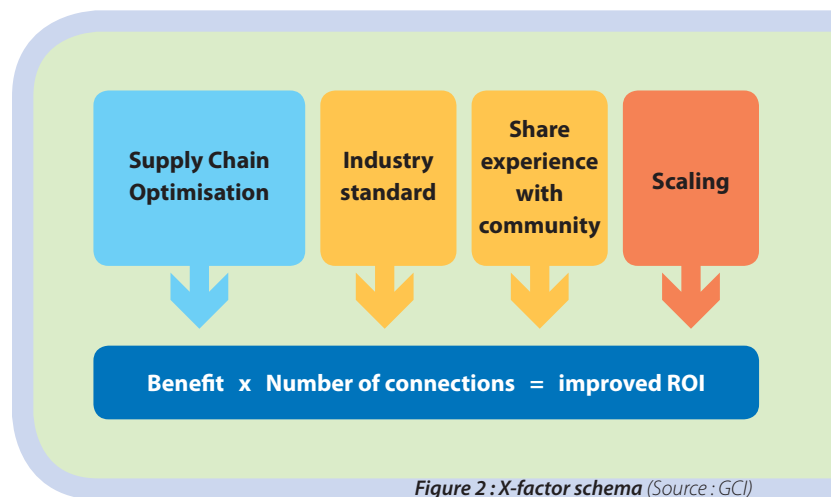 Supply Chain
Optimisation
Industry
standard
Share
experience
with
community
Scaling
Benefit x Number of connections = improved ROI
Figure 2 : X-factor schema (Source : GCI)